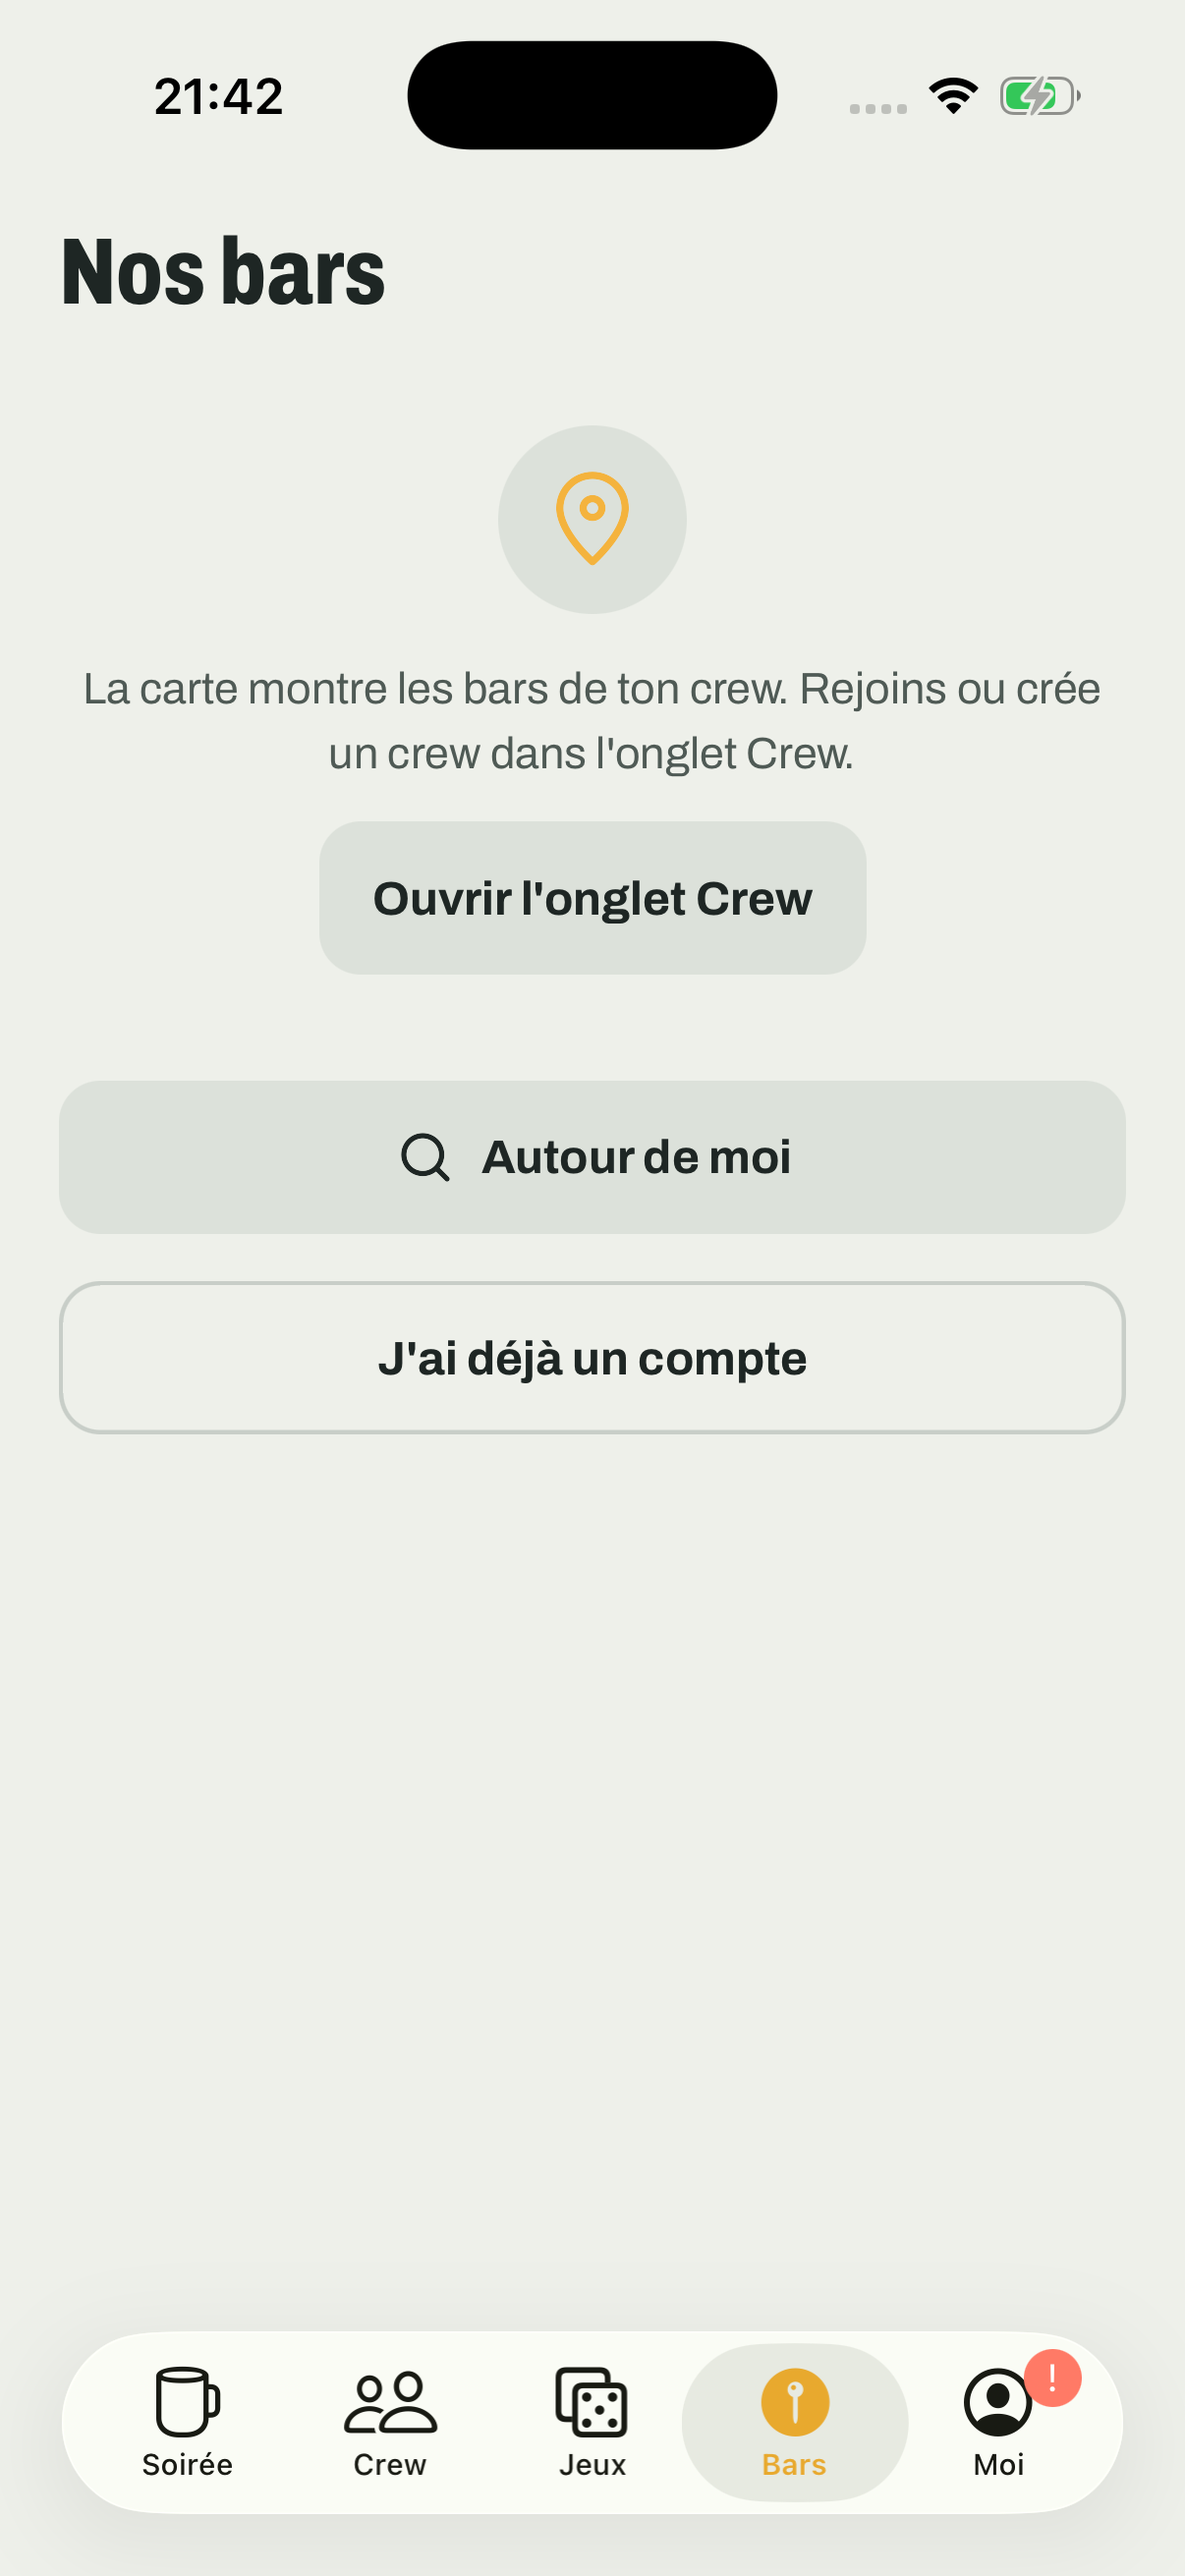 21:42
Nos bars
La carte montre les bars de ton crew. Rejoins ou crée
un crew dans l'onglet Crew.
Ouvrir l'onglet Crew
Autour de moi
J'ai déjà un compte
!
Soirée
Crew
Jeux
Bars
Moi